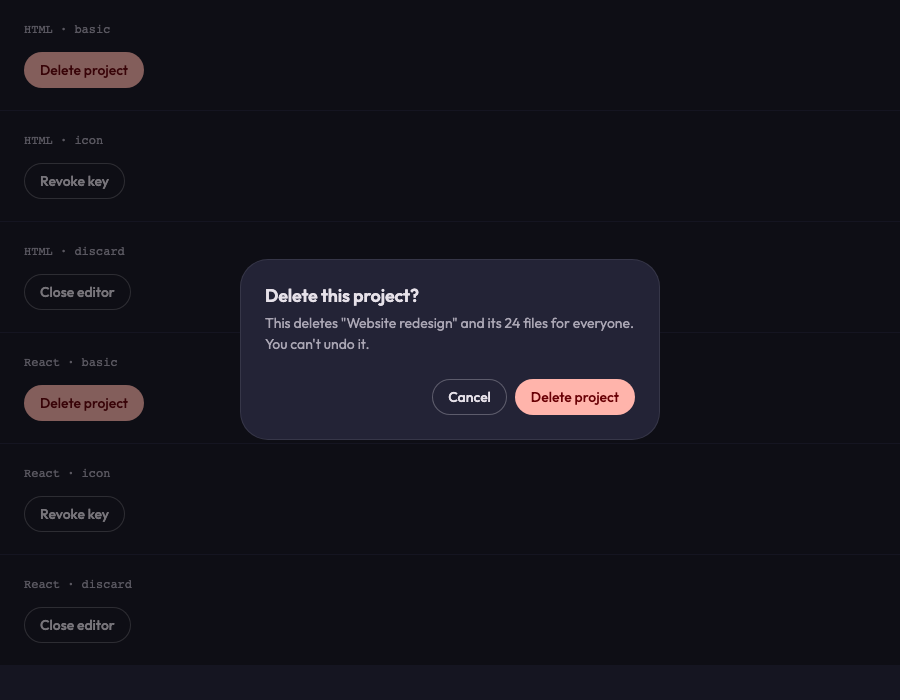 HTML · basic
Delete project
HTML · icon
Revoke key
HTML · discard
Close editor
Delete this project?
This deletes "Website redesign" and its 24 files for everyone.
You can't undo it.
Cancel
Delete project
React · basic
Delete project
React · icon
Revoke key
React · discard
Close editor